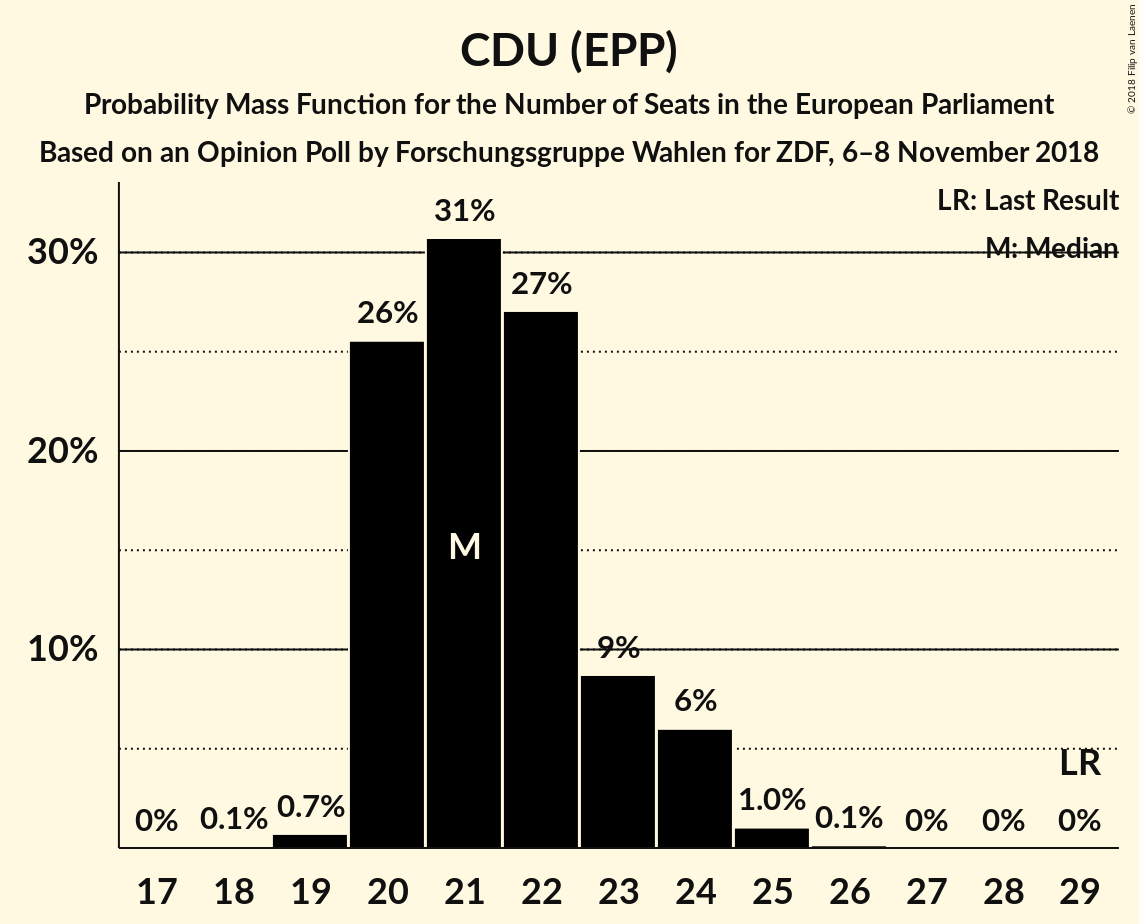 CDU (EPP)
Probability Mass Function for the Number of Seats in the European Parliament
Based on an Opinion Poll by Forschungsgruppe Wahlen for ZDF, 6–8 November 2018
© 2018 Filip van Laenen
LR: Last Result
M: Median
30%
20%
10%
0%
0.1%
0.7%
26%
31%
27%
9%
6%
1.0%
0.1%
0%
0%
0%
M
LR
17 18 19 20 21 22 23 24 25 26 27 28 29